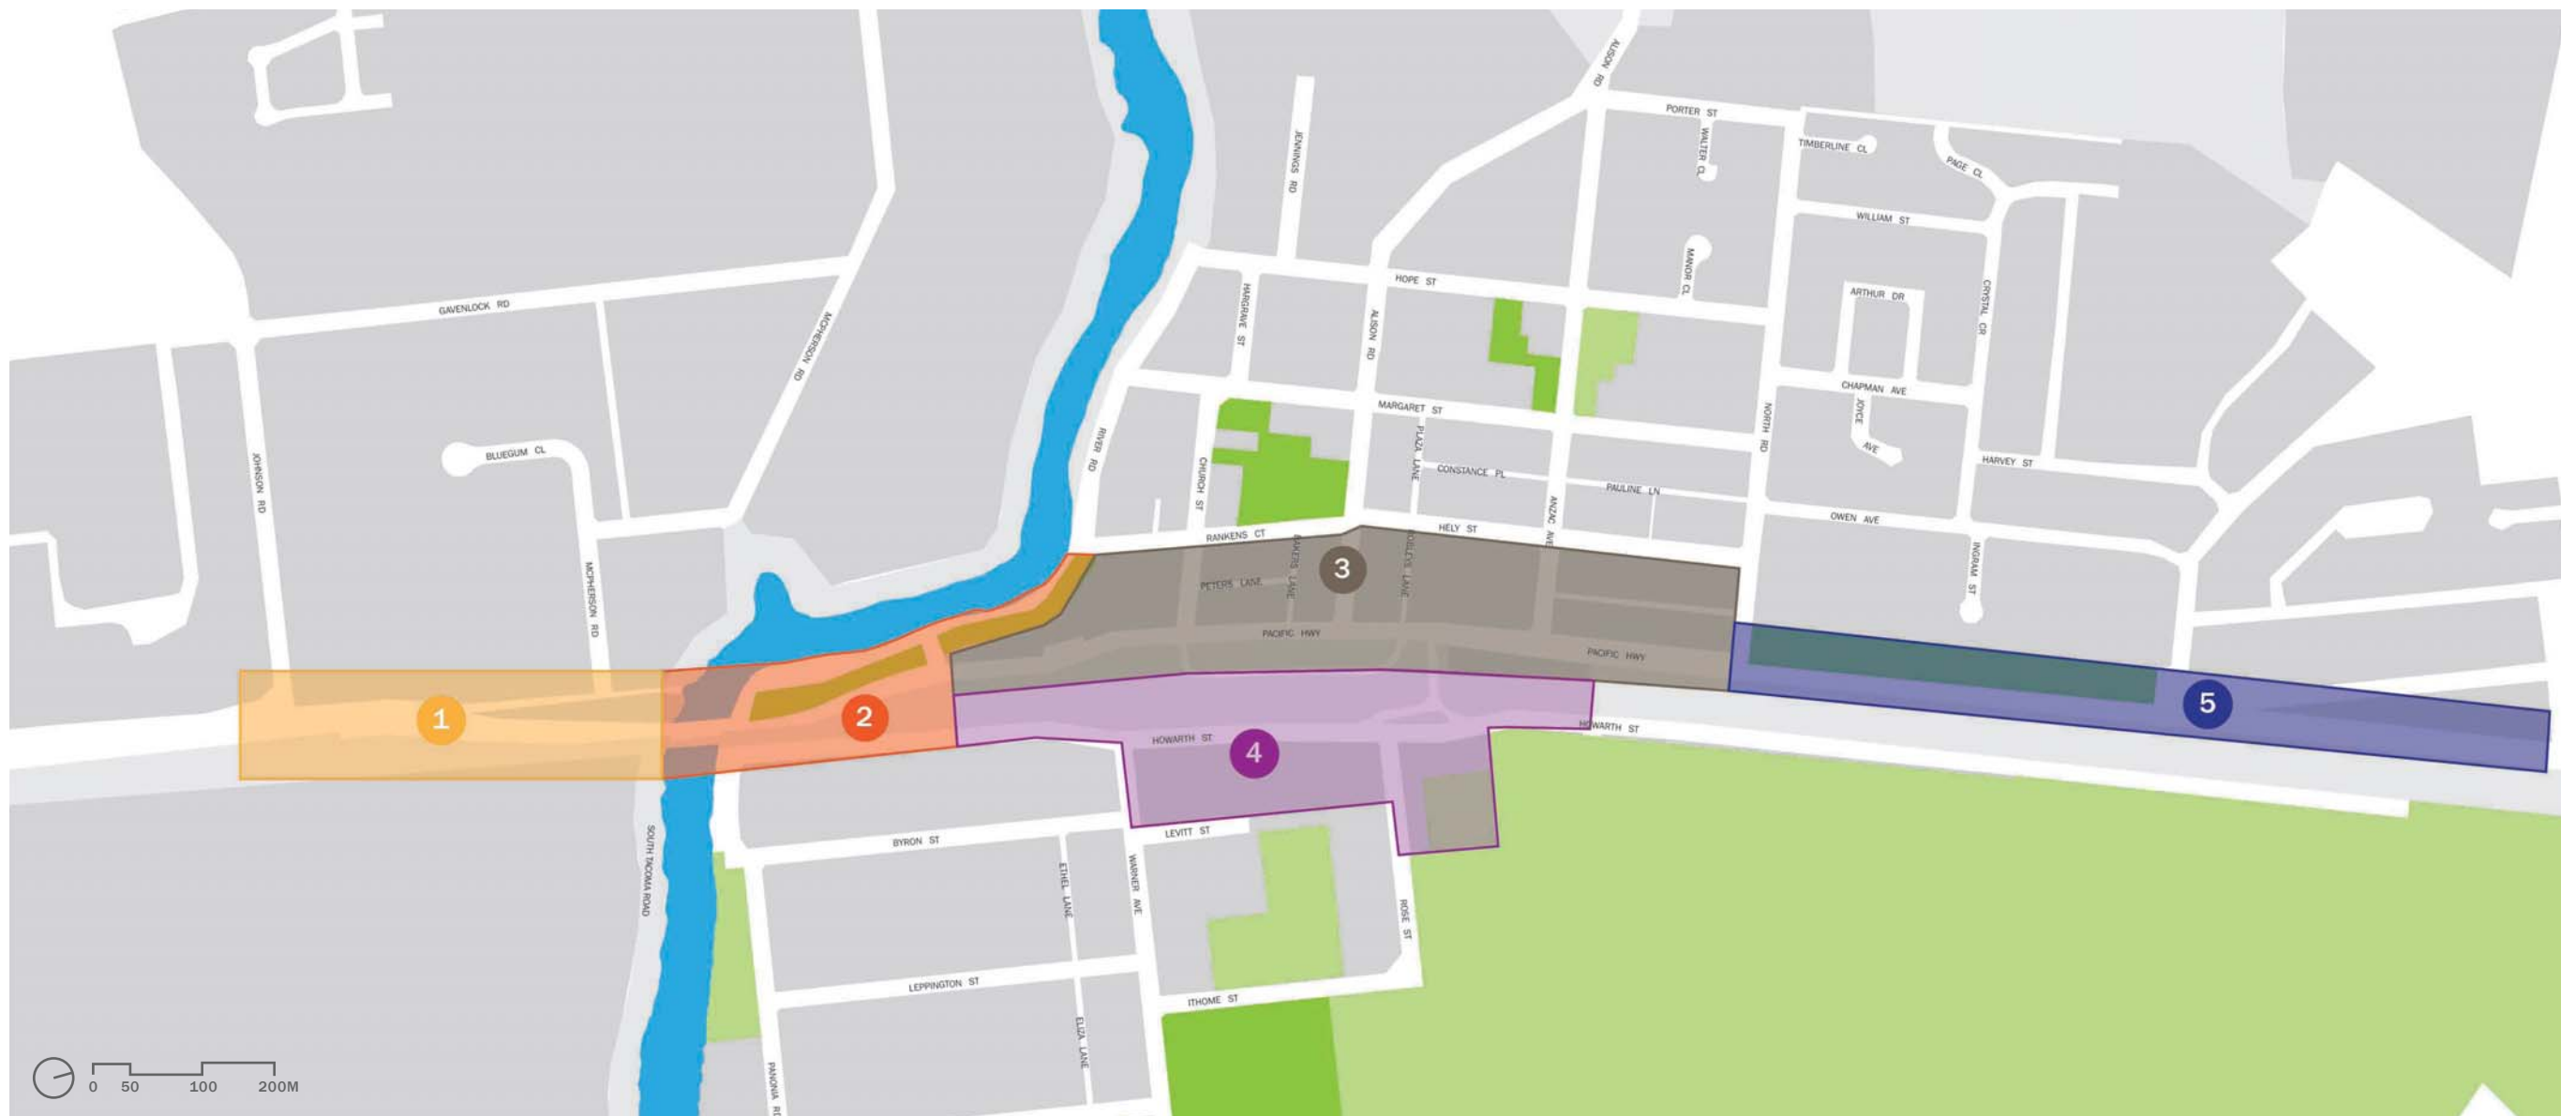 ALISON RD
PORTER ST
WALTER CL
TIMBERLINE CL
PAGE CL
JENNINGS RD
WILLIAM ST
MANOR CL
HOPE ST
ARTHUR DR
CRYSTAL CR
GAVENLOCK RD
MCPHERSON RD
HARGRAVE ST
ALISON RD
CHAPMAN AVE
JOYCE AVE
MARGARET ST
NORTH RD
RIVER RD
PLAZA LANE
BLUEGUM CL
JOHNSON RD
CHURCH ST
CONSTANCE PL
PAULINE LN
HARVEY ST
ANZAC AVE
OWEN AVE
HELY ST
RANKENS CT
BAKERS LANE
INGRAM ST
MCPHERSON RD
PETERS LANE
3
PACIFIC HWY
PACIFIC HWY
1
2
5
HOWARTH ST
HOWARTH ST
4
LEVITT ST
BYRON ST
SOUTH TACOMA ROAD
ETHEL LANE
WARNER AVE
ROSE ST
LEPPINGTON ST
ITHOME ST
ELIZA LANE
PANONIA RD
0 50 100 200M